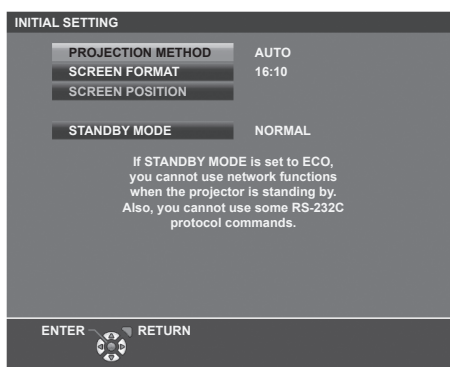 INITIAL SETTING
PROJECTION METHOD AUTO
SCREEN FORMAT 16:10
SCREEN POSITION
STANDBY MODE NORMAL
If STANDBY MODE is set to ECO,
you cannot use network functions
when the projector is standing by.
Also, you cannot use some RS-232C
protocol commands.
ENTER RETURN